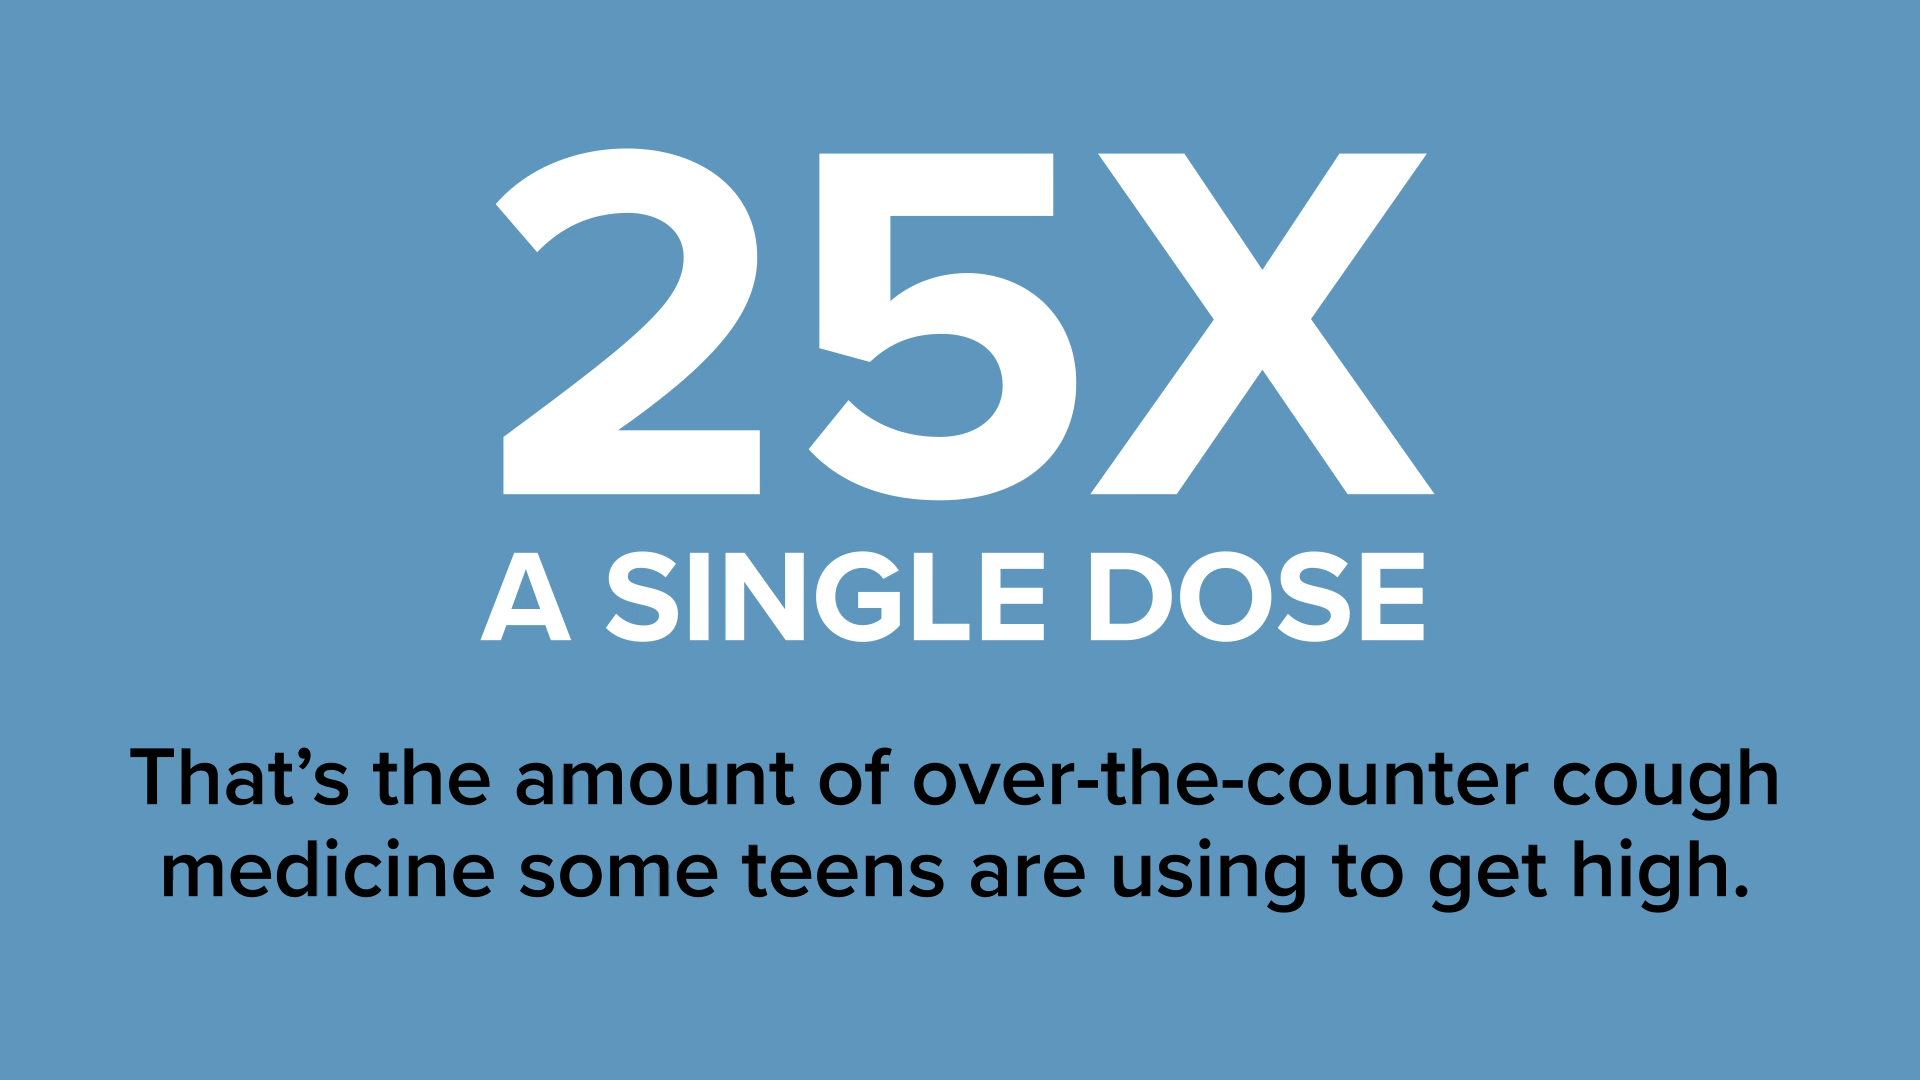 25X
A SINGLE DOSE
That’s the amount of over-the-counter cough
medicine some teens are using to get high.